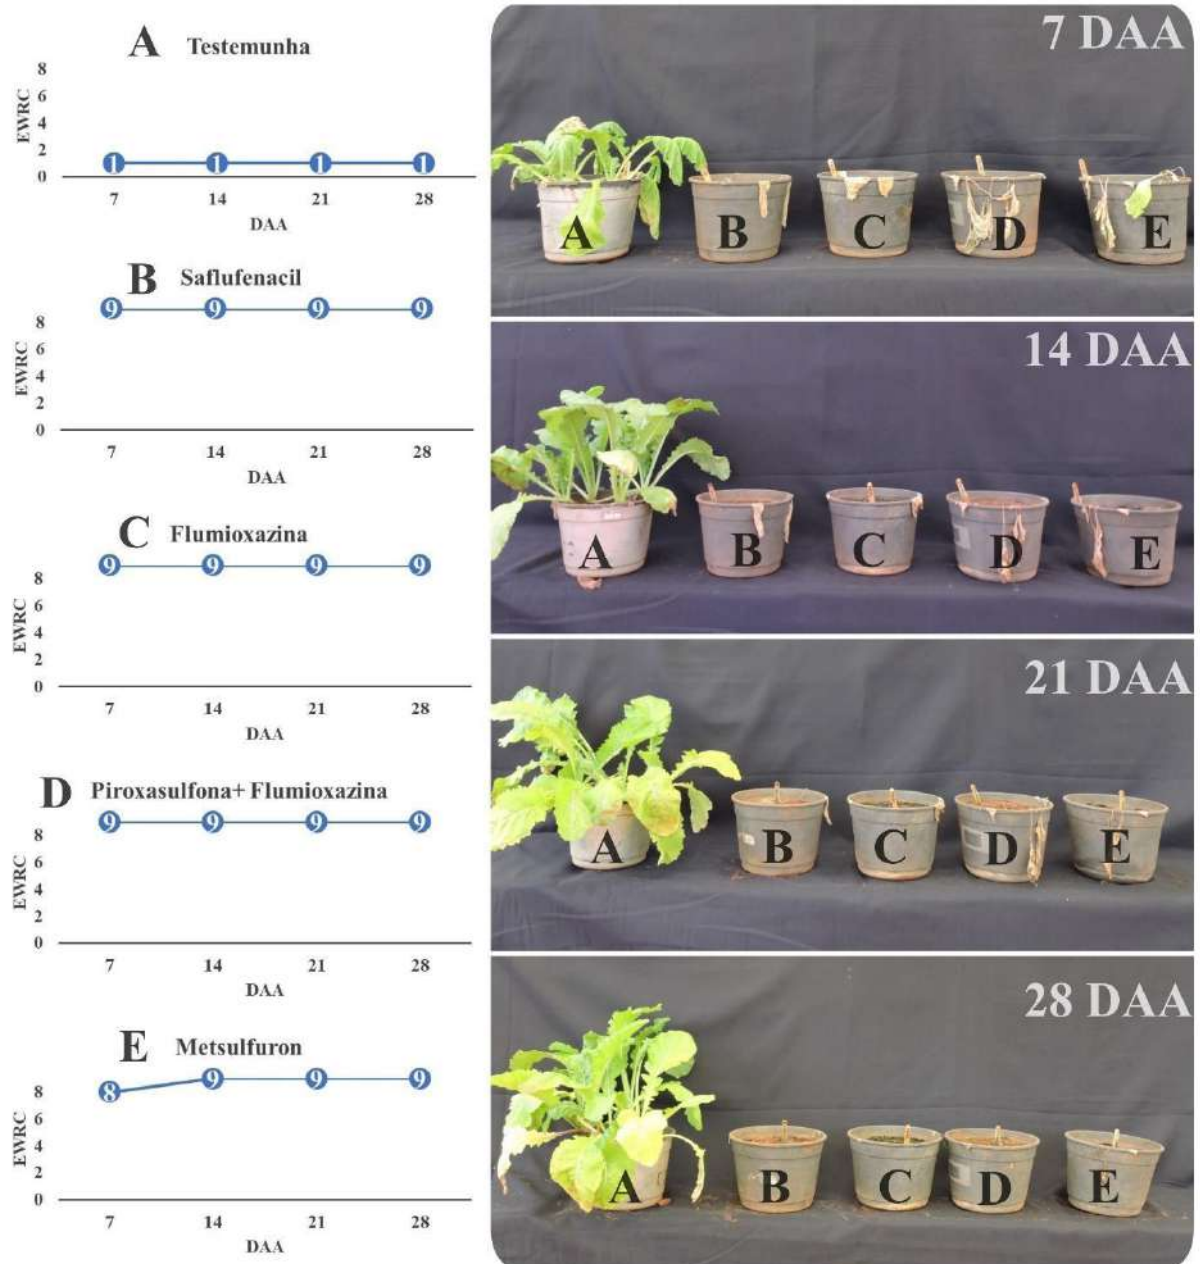 A Testemunha
8
6
4
2
0
EWRC
1 1 1 1
7 14 21 28
DAA
B Saflufenacil
9 9 9 9
8
6
4
2
0
EWRC
7 14 21 28
DAA
C Flumioxazina
9 9 9 9
8
6
4
2
0
EWRC
7 14 21 28
DAA
D Piroxasulfona+ Flumioxazina
9 9 9 9
8
6
4
2
0
EWRC
7 14 21 28
DAA
E Metsulfuron
8 9 9 9
8
6
4
2
0
EWRC
7 14 21 28
DAA
7 DAA
A B C D E
14 DAA
A B C D E
21 DAA
A B C D E
28 DAA
A B C D E